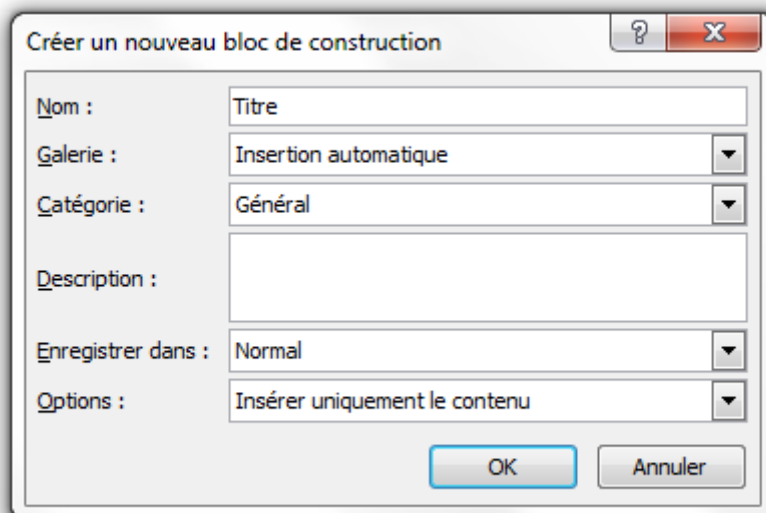 Créer un nouveau bloc de construction
Nom : Titre
Galerie : Insertion automatique
Catégorie : Général
Description :
Enregistrer dans : Normal
Options : Insérer uniquement le contenu
OK Annuler